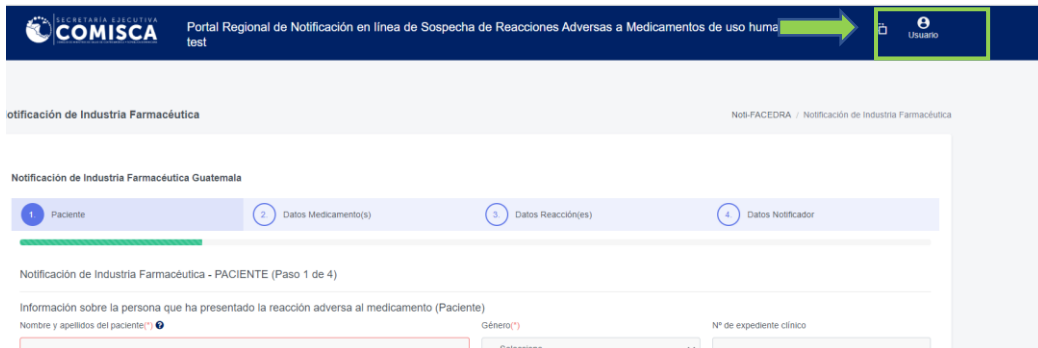 SECRETARÍA EJECUTIVA
COMISCA
Portal Regional de Notificación en línea de Sospecha de Reacciones Adversas a Medicamentos de uso huma
test
Usuario
otificación de Industria Farmacéutica
Noti-FACEDRA / Notificación de Industria Farmacéutica
Notificación de Industria Farmacéutica Guatemala
1. Paciente
2. Datos Medicamento(s)
3. Datos Reacción(es)
4. Datos Notificador
Notificación de Industria Farmacéutica - PACIENTE (Paso 1 de 4)
Información sobre la persona que ha presentado la reacción adversa al medicamento (Paciente)
Nombre y apellidos del paciente(*)
Género(*)
Nº de expediente clínico